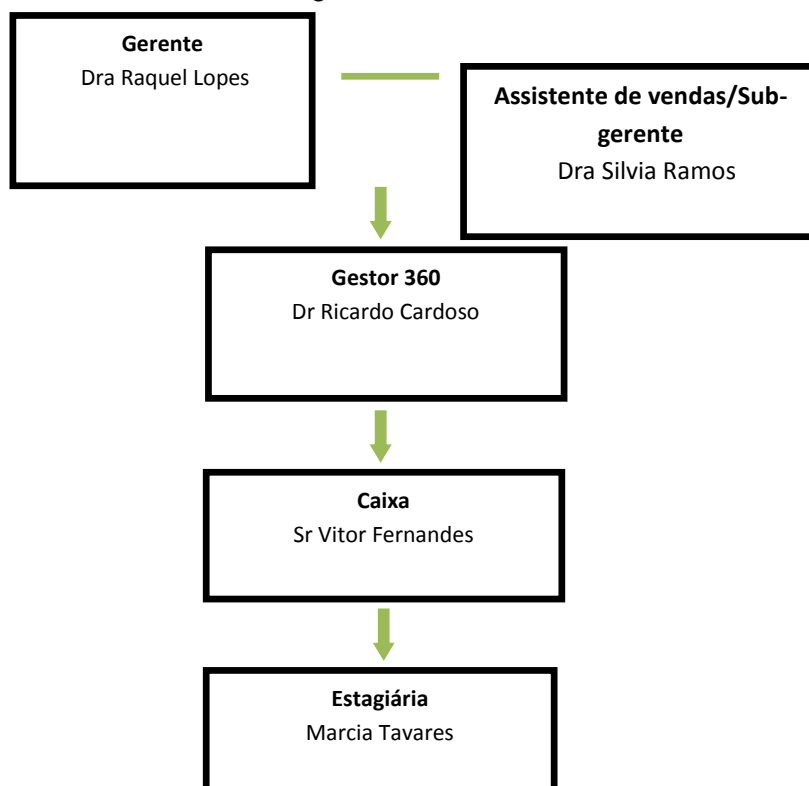 Gerente
Dra Raquel Lopes
Assistente de vendas/Sub-
gerente
Dra Silvia Ramos
Gestor 360
Dr Ricardo Cardoso
Caixa
Sr Vitor Fernandes
Estagiária
Marcia Tavares